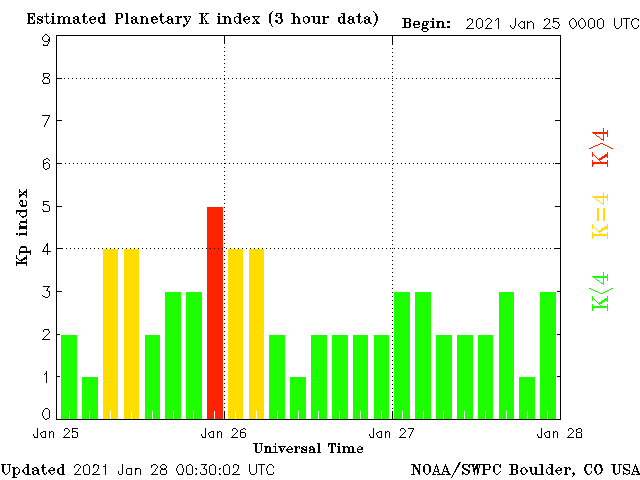 Estimated Planetary K index (3 hour data) Begin: 2021 Jan 25 0000 UTC
9
8
7
6
5
4
3
2
1
0
Kp index
K>4
K=4
K<4
Jan 25 Jan 26 Jan 27 Jan 28
Universal Time
Updated 2021 Jan 28 00:30:02 UTC NOAA/SWPC Boulder, CO USA